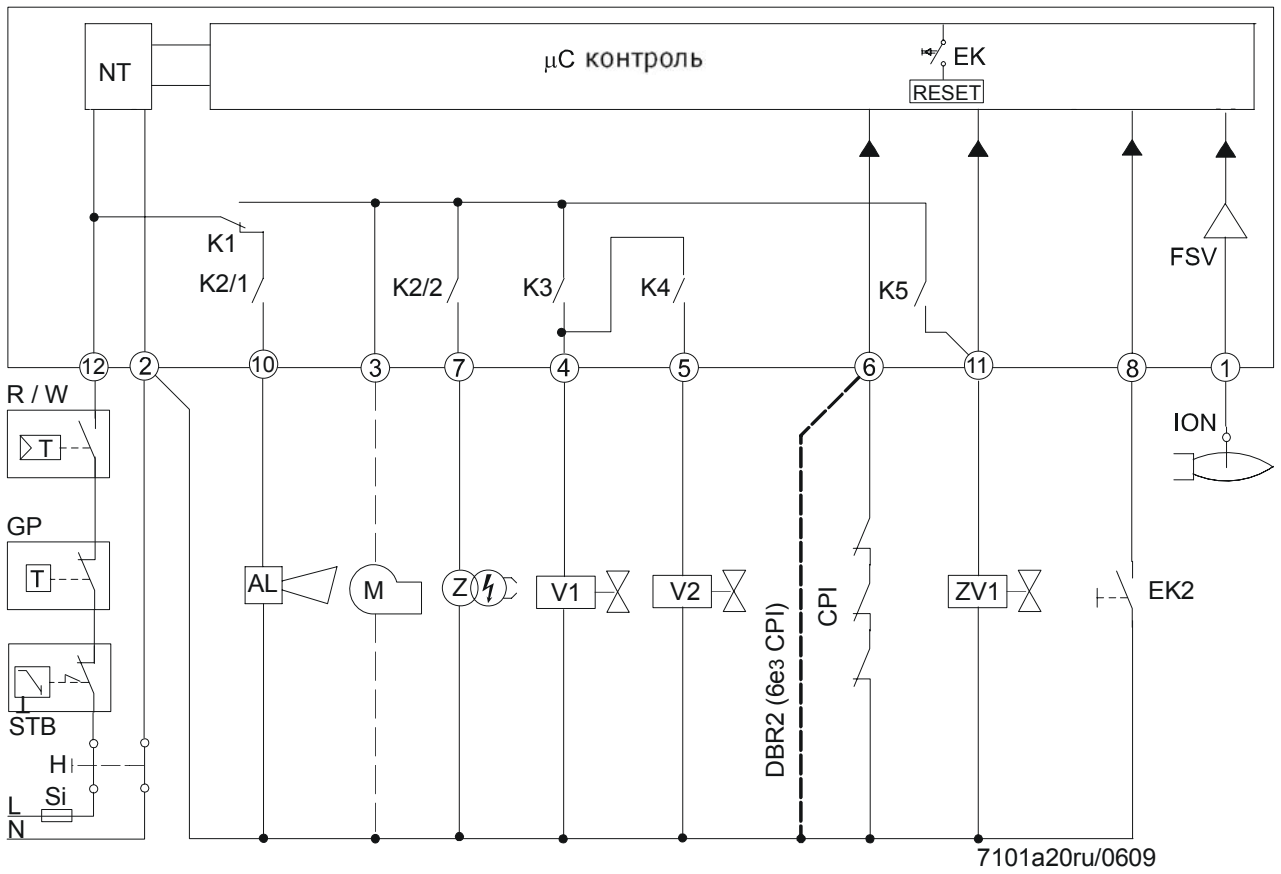 NT
μC контроль
EK
RESET
FSV
K1
K2/1
K2/2
K3
K4
K5
12
2
10
3
7
4
5
6
11
8
1
R / W
T
ION
GP
T
AL
M
Z
V1
V2
DBR2 (без CPI)
CPI
ZV1
EK2
STB
H
Si
L
N
7101a20ru/0609